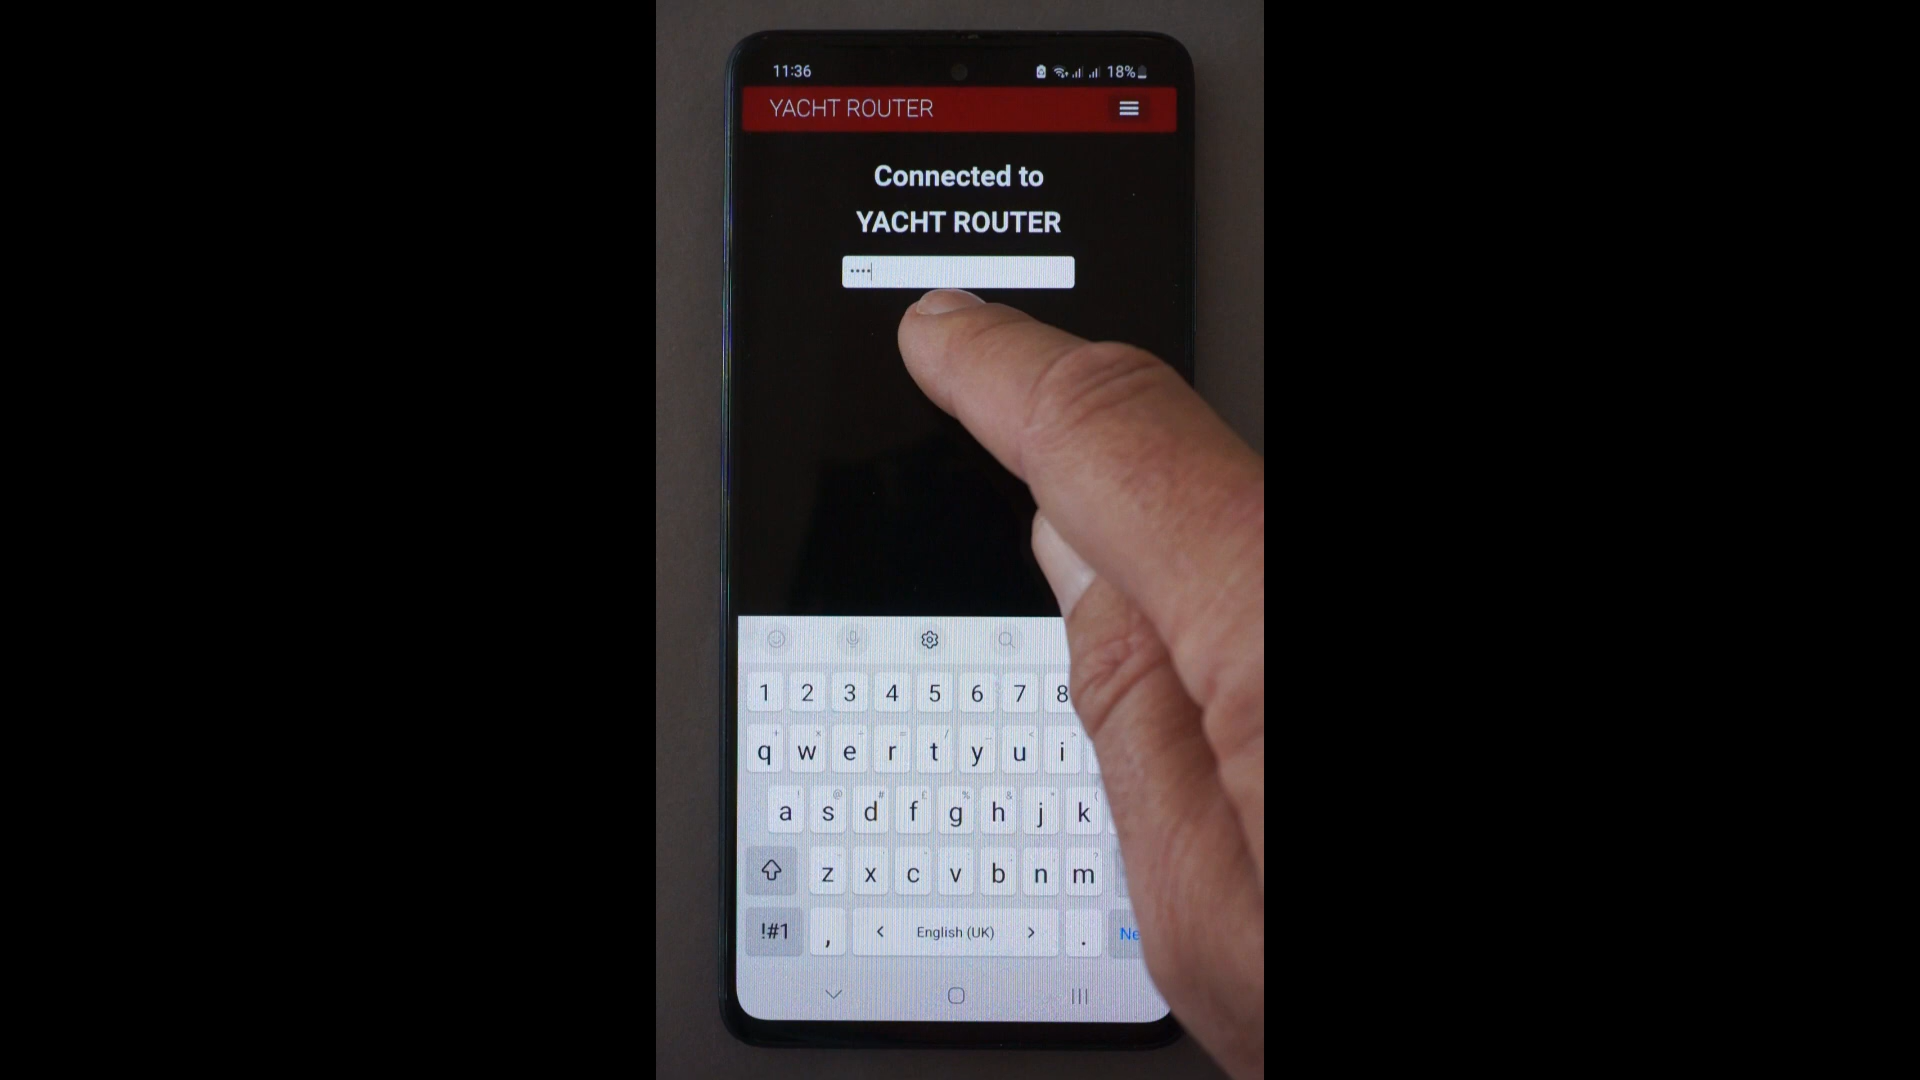 11:36
18%
YACHT ROUTER
Connected to
YACHT ROUTER
••••
1 2 3 4 5 6 7 8
q w e r t y u i
a s d f g h j k
z x c v b n m
!#1 , < English (UK) > . Ne